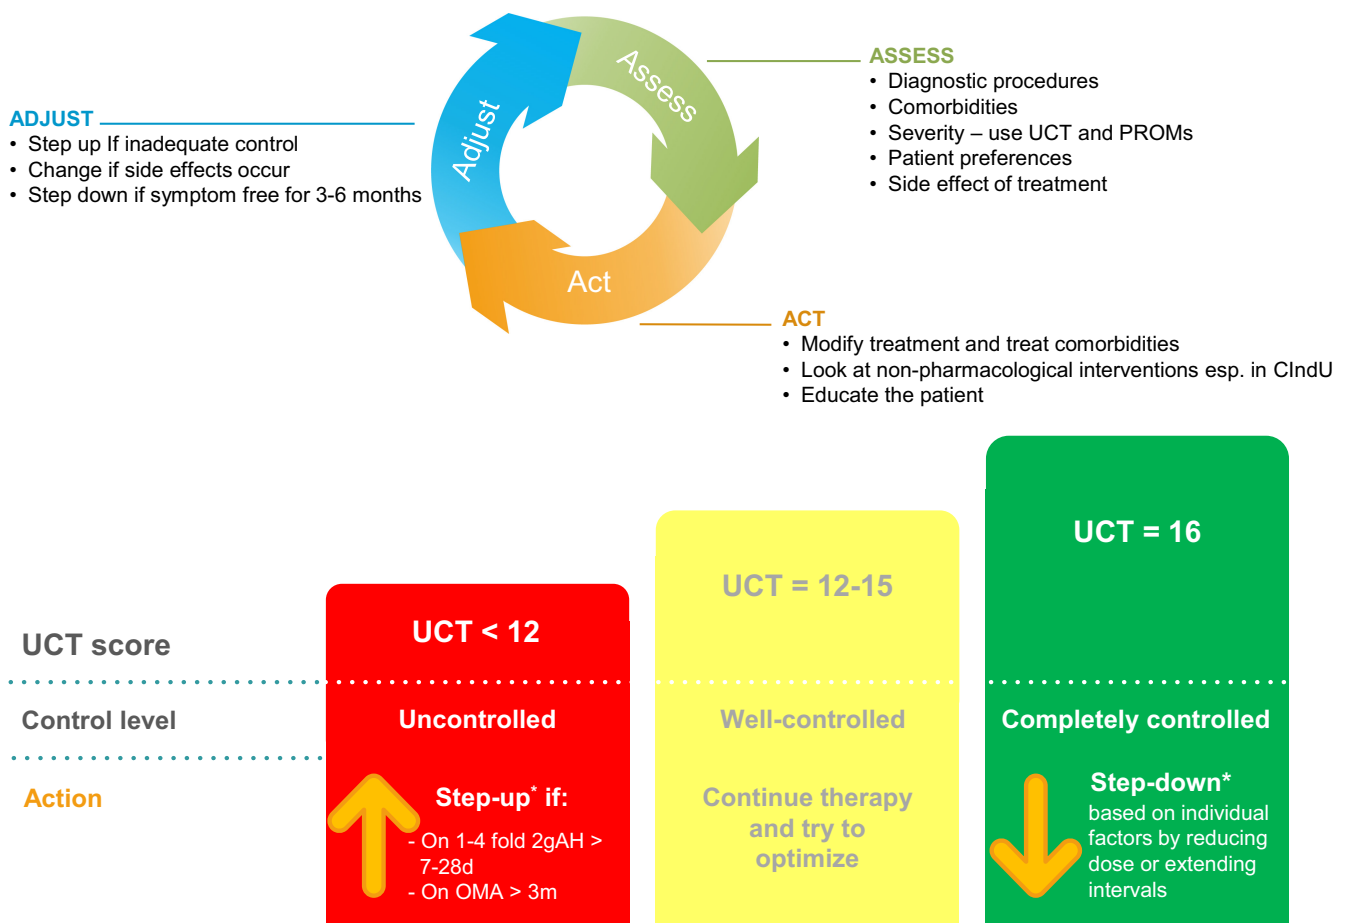 Assess
Adjust
Act
ASSESS
• Diagnostic procedures
• Comorbidities
• Severity – use UCT and PROMs
• Patient preferences
• Side effect of treatment
ADJUST
• Step up If inadequate control
• Change if side effects occur
• Step down if symptom free for 3-6 months
ACT
• Modify treatment and treat comorbidities
• Look at non-pharmacological interventions esp. in CIndU
• Educate the patient
UCT score
UCT < 12
UCT = 12-15
UCT = 16
Control level
Uncontrolled
Well-controlled
Completely controlled
Action
Step-up* if:
- On 1-4 fold 2gAH >
7-28d
- On OMA > 3m
Continue therapy
and try to
optimize
Step-down*
based on individual
factors by reducing
dose or extending
intervals